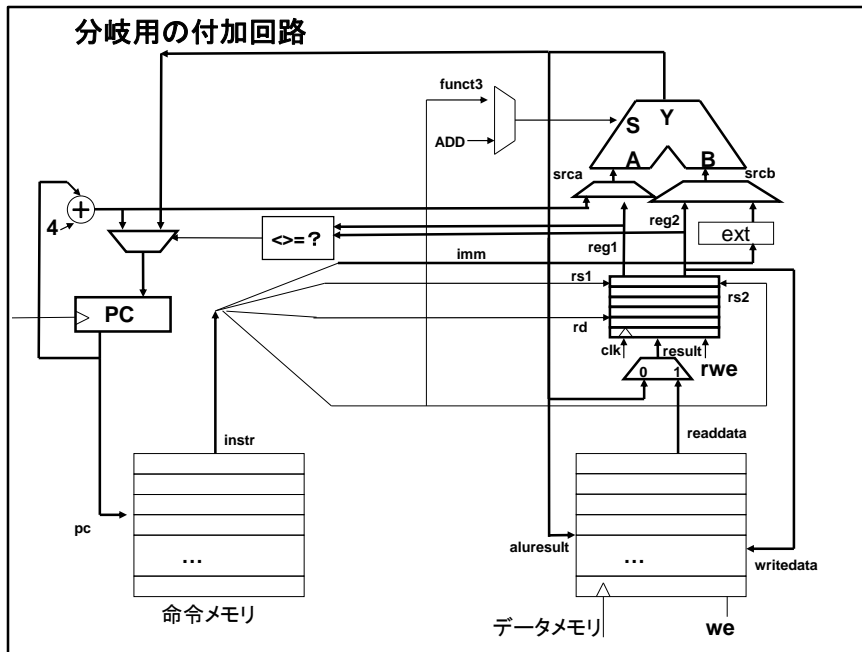 分岐用の付加回路
funct3
S
Y
ADD
A
B
srca
srcb
4
+
<>=?
reg1
reg2
ext
imm
rs1
rs2
PC
rd
clk
result
rwe
0
1
instr
readdata
pc
aluresult
writedata
...
...
命令メモリ
データメモリ
we